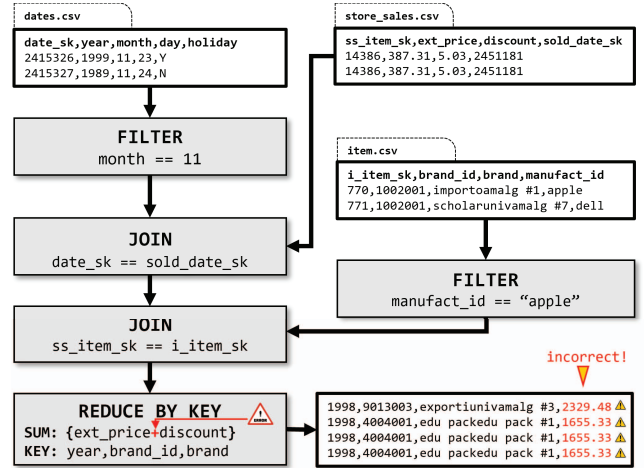 dates.csv
date_sk,year,month,day,holiday
2415326,1999,11,23,Y
2415327,1989,11,24,N
store_sales.csv
ss_item_sk,ext_price,discount,sold_date_sk
14386,387.31,5.03,2451181
14386,387.31,5.03,2451181
FILTER
month == 11
item.csv
i_item_sk,brand_id,brand,manufact_id
770,1002001,importoamalg #1,apple
771,1002001,scholarunivamalg #7,dell
JOIN
date_sk == sold_date_sk
FILTER
manufact_id == “apple”
JOIN
ss_item_sk == i_item_sk
incorrect!
REDUCE BY KEY
SUM: {ext_price+discount}
KEY: year,brand_id,brand
ERROR
1998,9013003,exportiunivamalg #3,2329.48
1998,4004001,edu packedu pack #1,1655.33
1998,4004001,edu packedu pack #1,1655.33
1998,4004001,edu packedu pack #1,1655.33